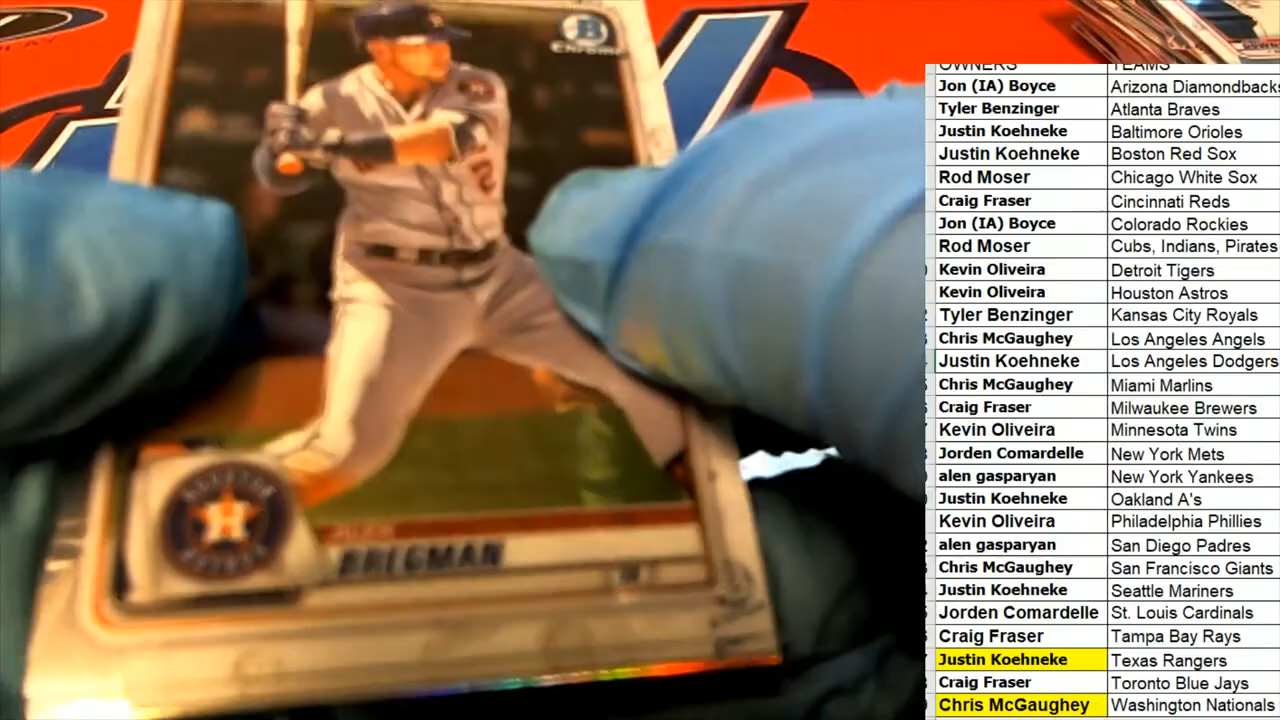 CHROME
2
BREGMAN
OWNERS TEAMS
Jon (IA) Boyce Arizona Diamondbacks
Tyler Benzinger Atlanta Braves
Justin Koehneke Baltimore Orioles
Justin Koehneke Boston Red Sox
Rod Moser Chicago White Sox
Craig Fraser Cincinnati Reds
Jon (IA) Boyce Colorado Rockies
Rod Moser Cubs, Indians, Pirates
Kevin Oliveira Detroit Tigers
Kevin Oliveira Houston Astros
Tyler Benzinger Kansas City Royals
Chris McGaughey Los Angeles Angels
Justin Koehneke Los Angeles Dodgers
Chris McGaughey Miami Marlins
Craig Fraser Milwaukee Brewers
Kevin Oliveira Minnesota Twins
Jorden Comardelle New York Mets
alen gasparyan New York Yankees
Justin Koehneke Oakland A's
Kevin Oliveira Philadelphia Phillies
alen gasparyan San Diego Padres
Chris McGaughey San Francisco Giants
Justin Koehneke Seattle Mariners
Jorden Comardelle St. Louis Cardinals
Craig Fraser Tampa Bay Rays
Justin Koehneke Texas Rangers
Craig Fraser Toronto Blue Jays
Chris McGaughey Washington Nationals